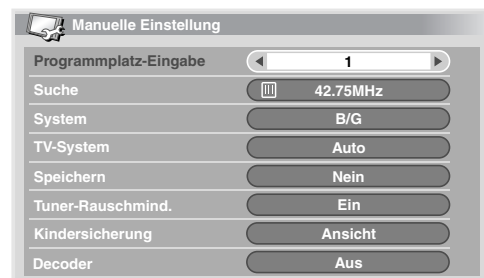 Manuelle Einstellung
Programmplatz-Eingabe 1
Suche 42.75MHz
System B/G
TV-System Auto
Speichern Nein
Tuner-Rauschmind. Ein
Kindersicherung Ansicht
Decoder Aus